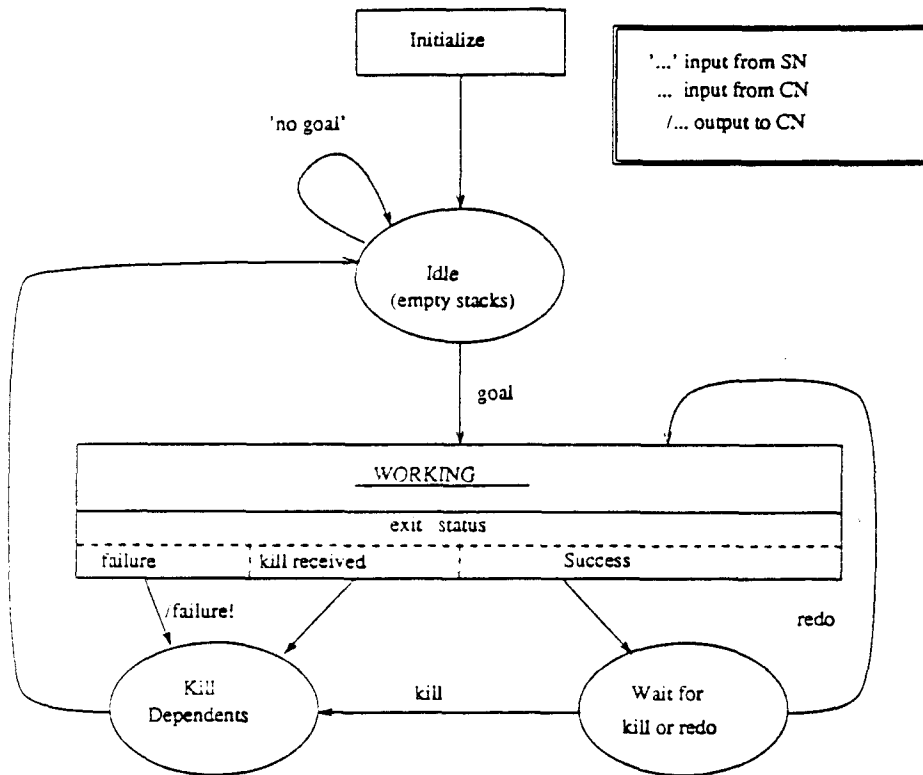 Initialize
'...' input from SN
... input from CN
/... output to CN
'no goal'
Idle
(empty stacks)
goal
WORKING
exit status
failure
kill received
Success
/failure!
redo
Kill
Dependents
kill
Wait for
kill or redo